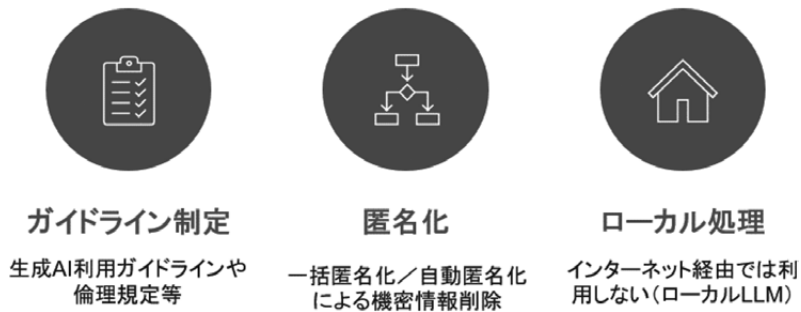 ガイドライン制定
生成AI利用ガイドラインや
倫理規定等
匿名化
一括匿名化／自動匿名化
による機密情報削除
ローカル処理
インターネット経由では利
用しない（ローカルLLM）